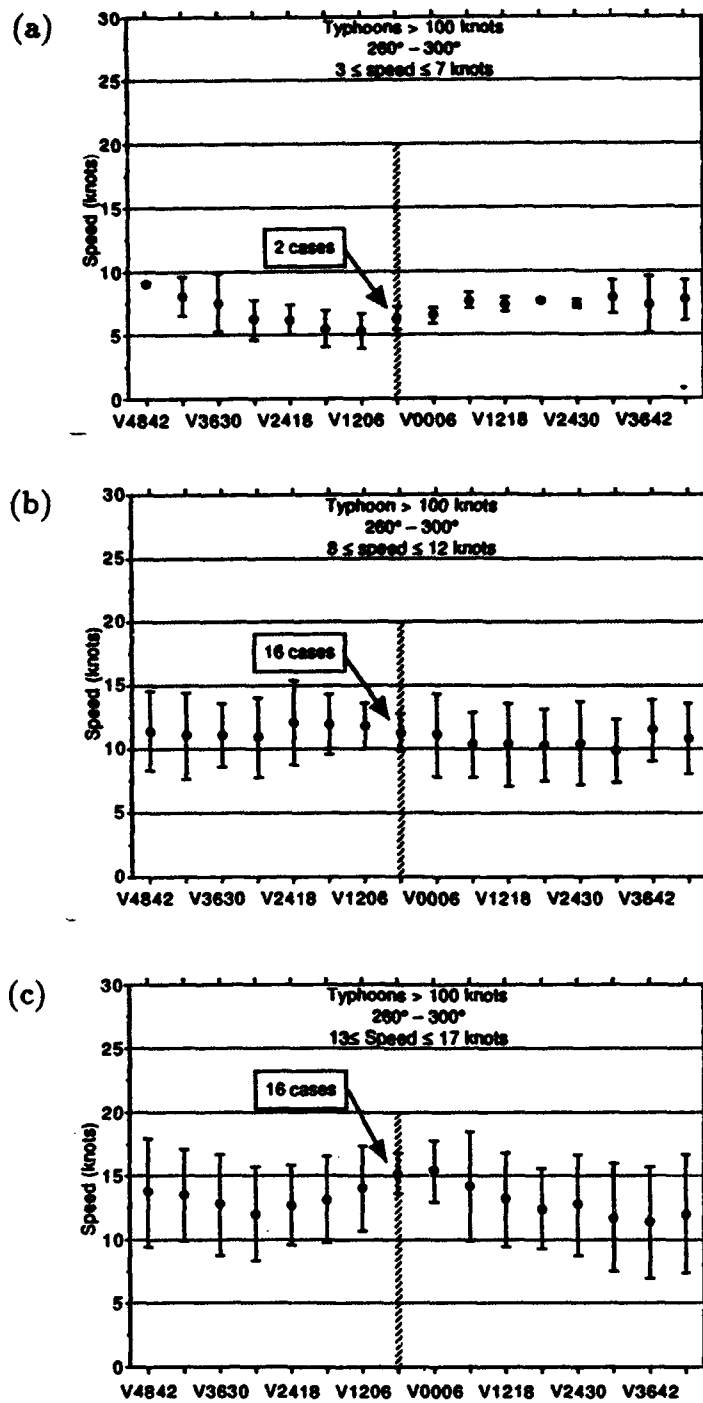 (a)
Typhoons > 100 knots
260° – 300°
3 ≤ speed ≤ 7 knots
30
25
20
15
10
5
0
Speed (knots)
2 cases
V4842 V3630 V2418 V1206 V0006 V1218 V2430 V3642
(b)
Typhoon > 100 knots
260° – 300°
8 ≤ speed ≤ 12 knots
30
25
20
15
10
5
0
Speed (knots)
16 cases
V4842 V3630 V2418 V1206 V0006 V1218 V2430 V3642
(c)
Typhoons > 100 knots
260° – 300°
13≤ Speed ≤ 17 knots
30
25
20
15
10
5
0
Speed (knots)
16 cases
V4842 V3630 V2418 V1206 V0006 V1218 V2430 V3642